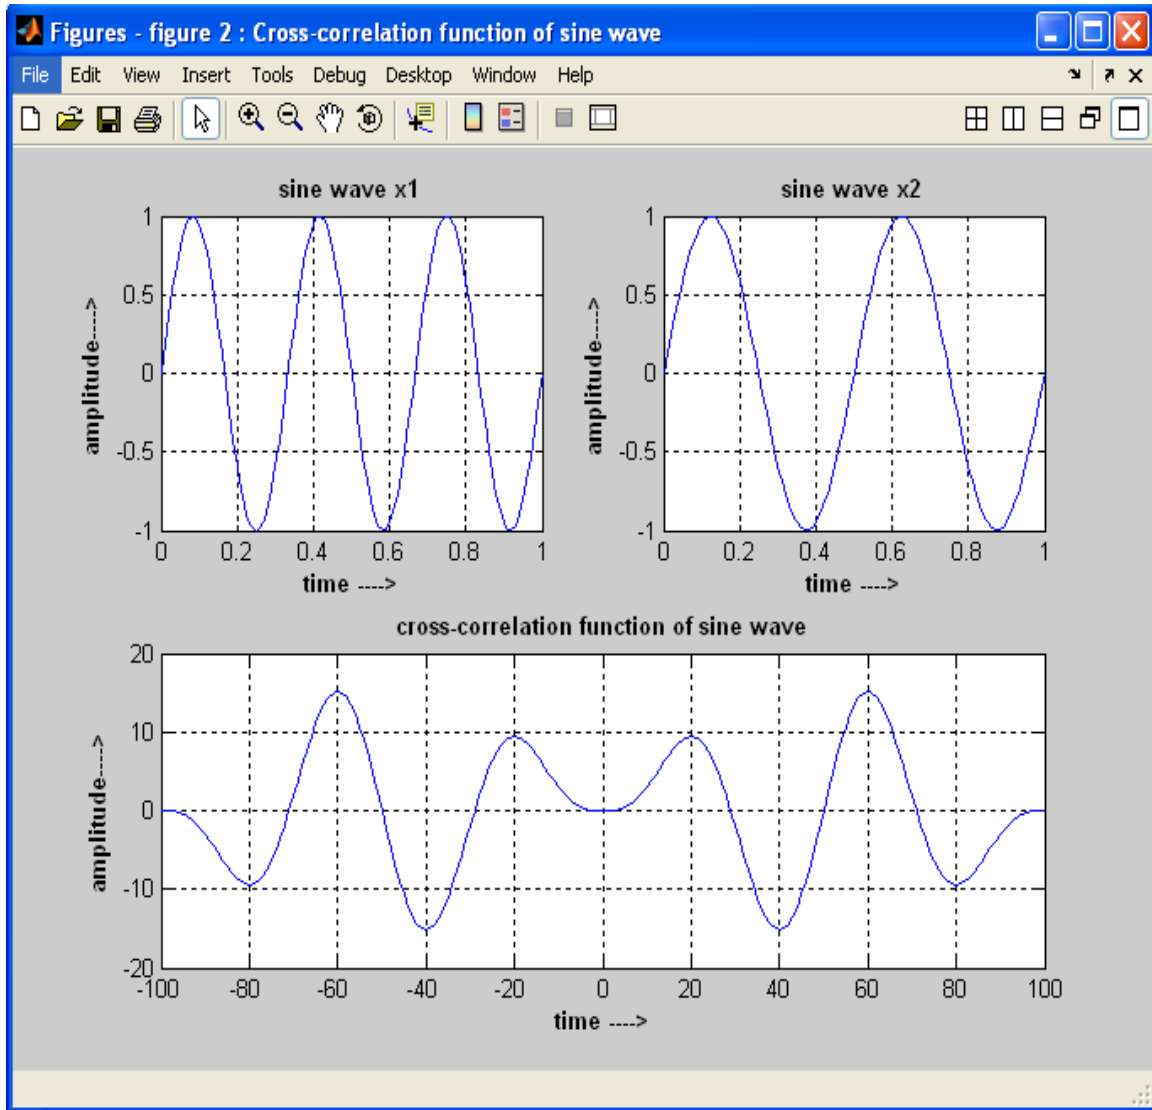 Figures - figure 2 : Cross-correlation function of sine wave
File Edit View Insert Tools Debug Desktop Window Help
sine wave x1
1
0.5
0
-0.5
-1
0 0.2 0.4 0.6 0.8 1
amplitude---->
time ---->
sine wave x2
1
0.5
0
-0.5
-1
0 0.2 0.4 0.6 0.8 1
amplitude---->
time ---->
cross-correlation function of sine wave
20
10
0
-10
-20
-100 -80 -60 -40 -20 0 20 40 60 80 100
amplitude---->
time ---->